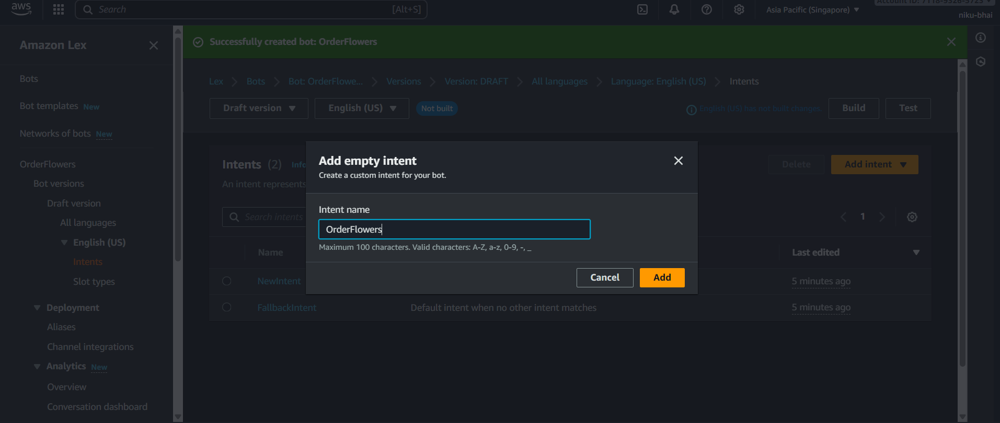 aws
Search
[Alt+S]
Asia Pacific (Singapore)
Account ID: 7118-9326-5723
niku-bhai
Amazon Lex
Successfully created bot: OrderFlowers
Bots
Bot templates New
Networks of bots New
OrderFlowers
Bot versions
Draft version
All languages
English (US)
Intents
Slot types
Deployment
Aliases
Channel integrations
Analytics New
Overview
Conversation dashboard
Lex
Bots
Bot: OrderFlowe...
Versions
Version: DRAFT
All languages
Language: English (US)
Intents
Draft version
English (US)
Not built
English (US) has not built changes.
Build
Test
Intents (2) Info
An intent represents
Delete
Add intent
Search intents
1
Name
Last edited
NewIntent
5 minutes ago
FallbackIntent
Default intent when no other intent matches
5 minutes ago
Add empty intent
Create a custom intent for your bot.
Intent name
OrderFlowers
Maximum 100 characters. Valid characters: A-Z, a-z, 0-9, -, _
Cancel
Add